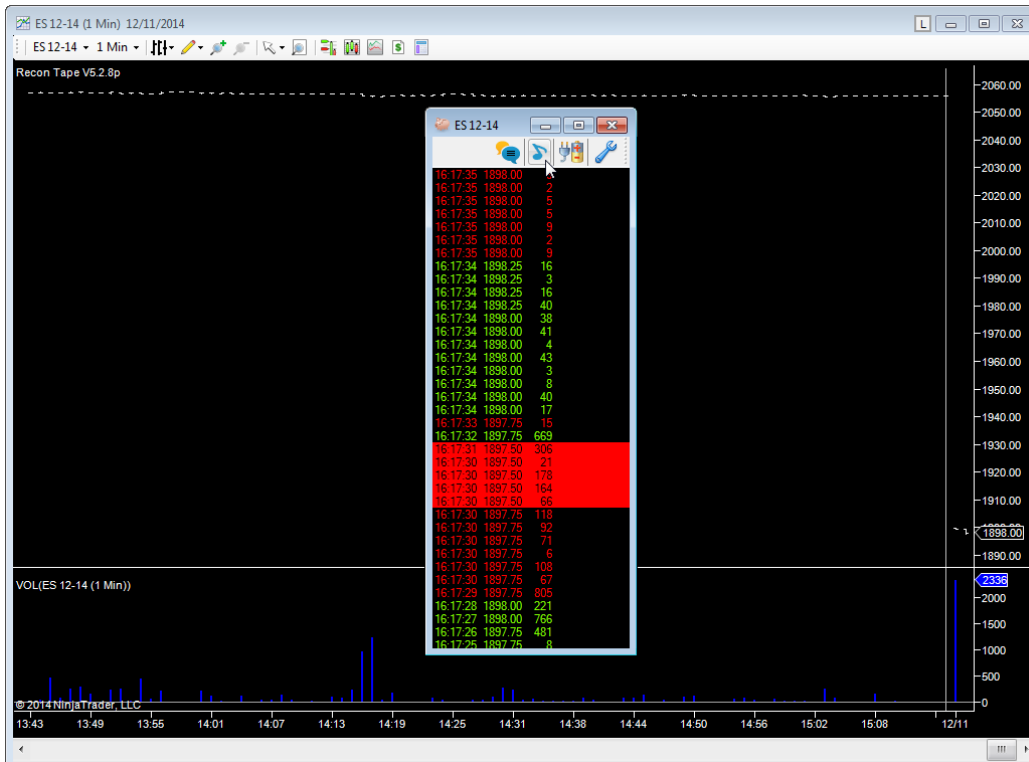 ES 12-14 (1 Min) 12/11/2014
L
ES 12-14 1 Min
Recon Tape V5.2.8p
ES 12-14
16:17:35 1898.00
16:17:35 1898.00 2
16:17:35 1898.00 5
16:17:35 1898.00 5
16:17:35 1898.00 9
16:17:35 1898.00 2
16:17:35 1898.00 9
16:17:34 1898.25 16
16:17:34 1898.25 3
16:17:34 1898.25 16
16:17:34 1898.25 40
16:17:34 1898.00 38
16:17:34 1898.00 41
16:17:34 1898.00 4
16:17:34 1898.00 43
16:17:34 1898.00 3
16:17:34 1898.00 8
16:17:34 1898.00 40
16:17:34 1898.00 17
16:17:33 1897.75 15
16:17:32 1897.75 669
16:17:31 1897.50 306
16:17:30 1897.50 21
16:17:30 1897.50 178
16:17:30 1897.50 164
16:17:30 1897.50 66
16:17:30 1897.75 118
16:17:30 1897.75 92
16:17:30 1897.75 71
16:17:30 1897.75 6
16:17:30 1897.75 108
16:17:30 1897.75 67
16:17:29 1897.75 805
16:17:28 1898.00 221
16:17:27 1898.00 766
16:17:26 1897.75 481
16:17:25 1897.75 8
2060.00
2050.00
2040.00
2030.00
2020.00
2010.00
2000.00
1990.00
1980.00
1970.00
1960.00
1950.00
1940.00
1930.00
1920.00
1910.00
1898.00
1890.00
VOL(ES 12-14 (1 Min))
2336
2000
1500
1000
500
0
© 2014 NinjaTrader, LLC
13:43 13:49 13:55 14:01 14:07 14:13 14:19 14:25 14:31 14:38 14:44 14:50 14:56 15:02 15:08 12/11